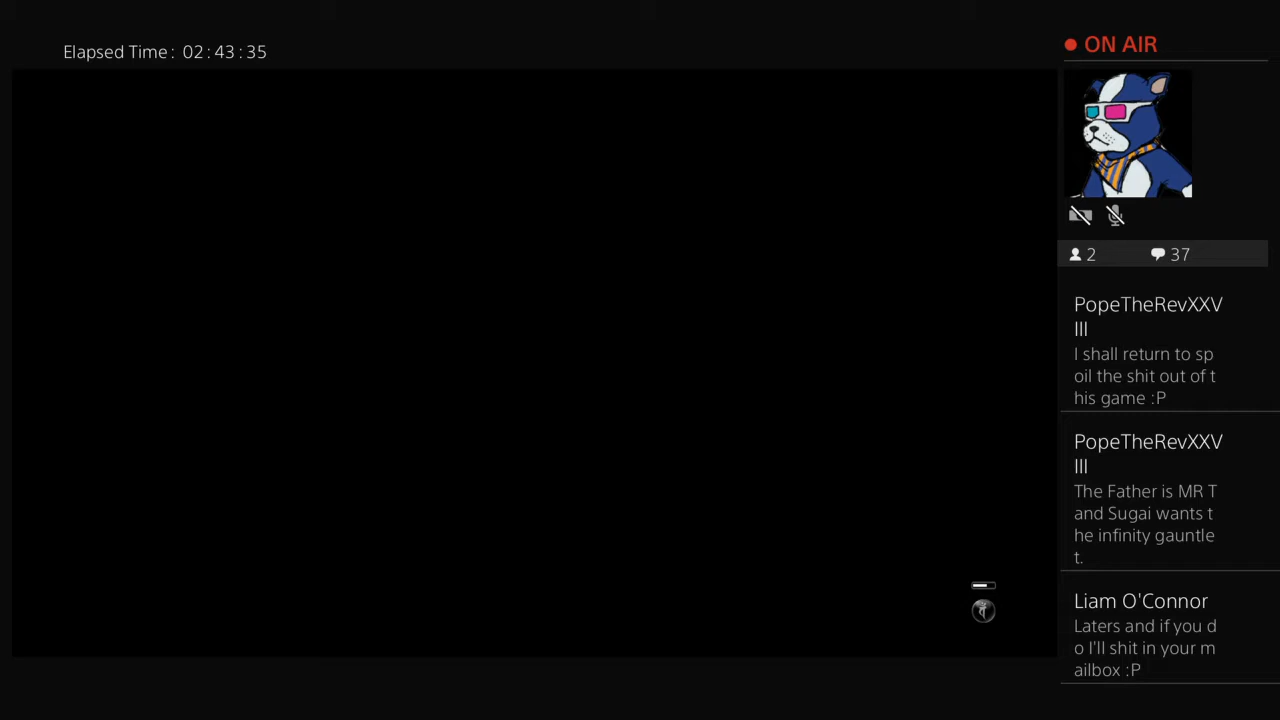 Elapsed Time: 02:43:35
ON AIR
2 37
PopeTheRevXXV
III
I shall return to sp
oil the shit out of t
his game :P
PopeTheRevXXV
III
The Father is MR T
and Sugai wants t
he infinity gauntle
t.
Liam O'Connor
Laters and if you d
o I'll shit in your m
ailbox :P